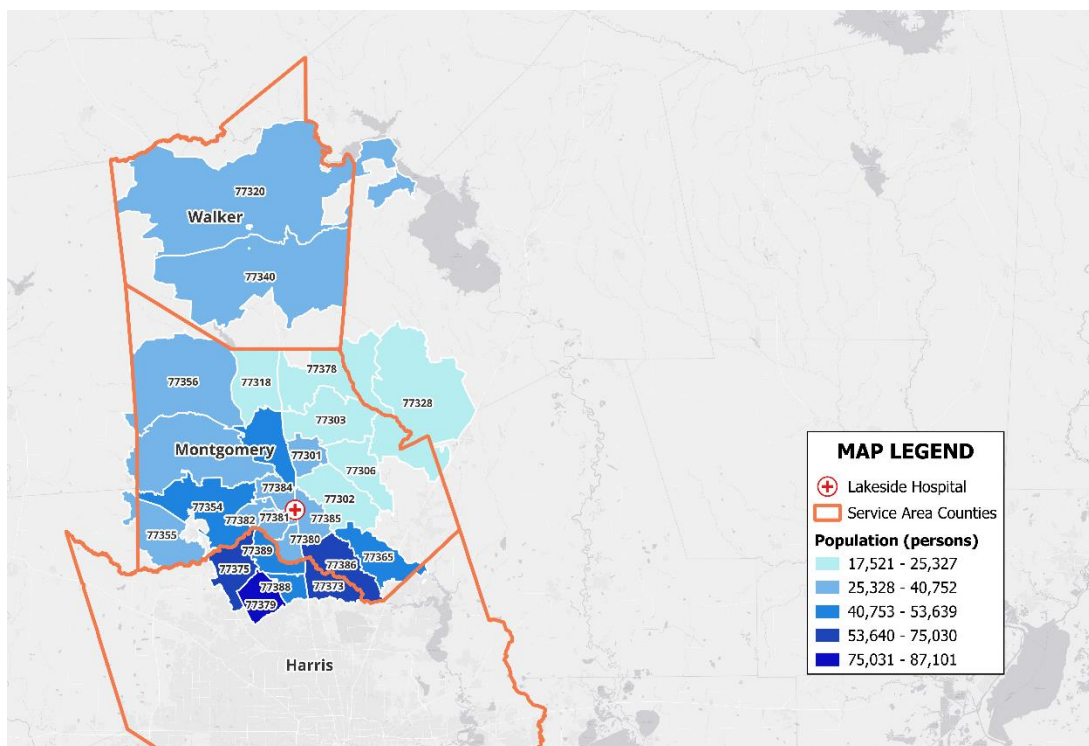 77320
Walker
77340
77356
77318
77378
77328
77303
Montgomery
77301
77306
77384
77302
77354
77382
77381
77385
77355
77380
77389
77365
77375
77386
77388
77373
77379
Harris
MAP LEGEND
Lakeside Hospital
Service Area Counties
Population (persons)
17,521 - 25,327
25,328 - 40,752
40,753 - 53,639
53,640 - 75,030
75,031 - 87,101